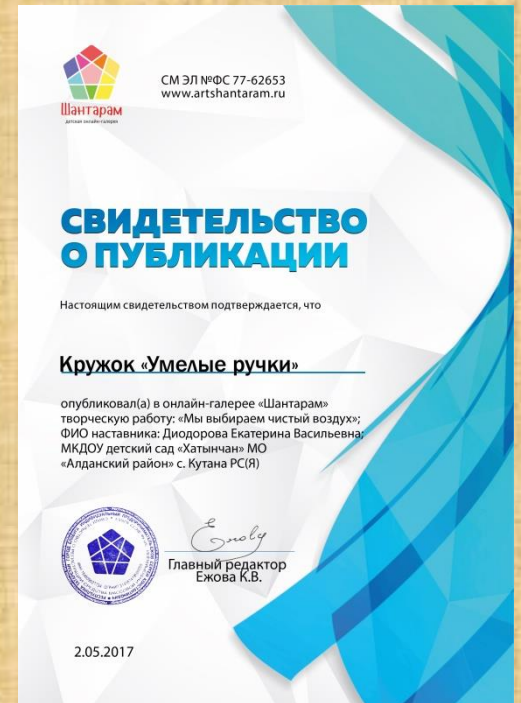 Шантарам
детская онлайн-галерея
СМ ЭЛ №ФС 77-62653
www.artshantaram.ru
СВИДЕТЕЛЬСТВО
О ПУБЛИКАЦИИ
Настоящим свидетельством подтверждается, что
Кружок «Умелые ручки»
опубликовал(а) в онлайн-галерее «Шантарам»
творческую работу: «Мы выбираем чистый воздух»;
ФИО наставника: Диодорова Екатерина Васильевна;
МКДОУ детский сад «Хатынчан» МО
«Алданский район» с. Кутана РС(Я)
Главный редактор
Ежова К.В.
2.05.2017